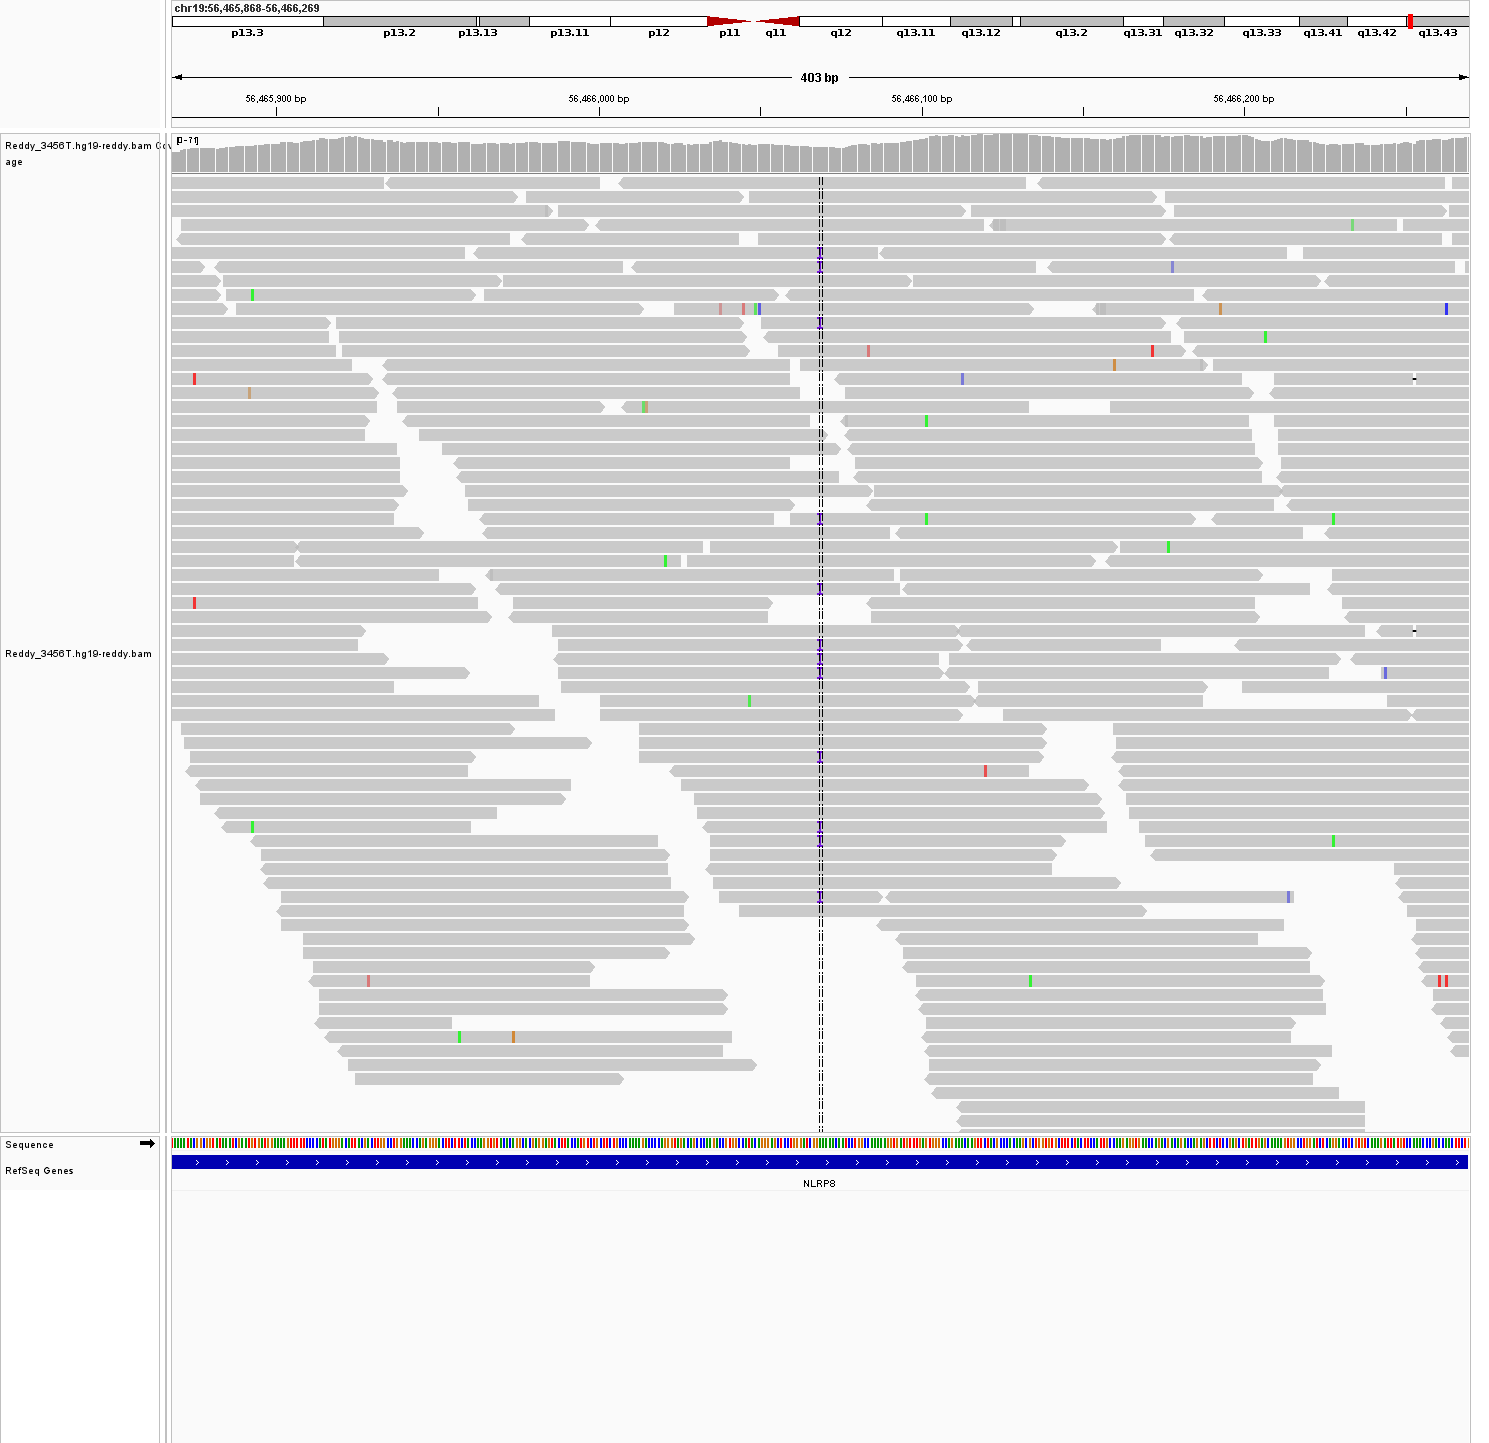 chr19:56,465,868-56,466,269
p13.3 p13.2 p13.13 p13.11 p12 p11 q11 q12 q13.11 q13.12 q13.2 q13.31 q13.32 q13.33 q13.41 q13.42 q13.43
403 bp
56,465,900 bp 56,466,000 bp 56,466,100 bp 56,466,200 bp
Reddy_3456T.hg19-reddy.bam Cov
age
[0-71]
Reddy_3456T.hg19-reddy.bam
Sequence
RefSeq Genes
NLRP8